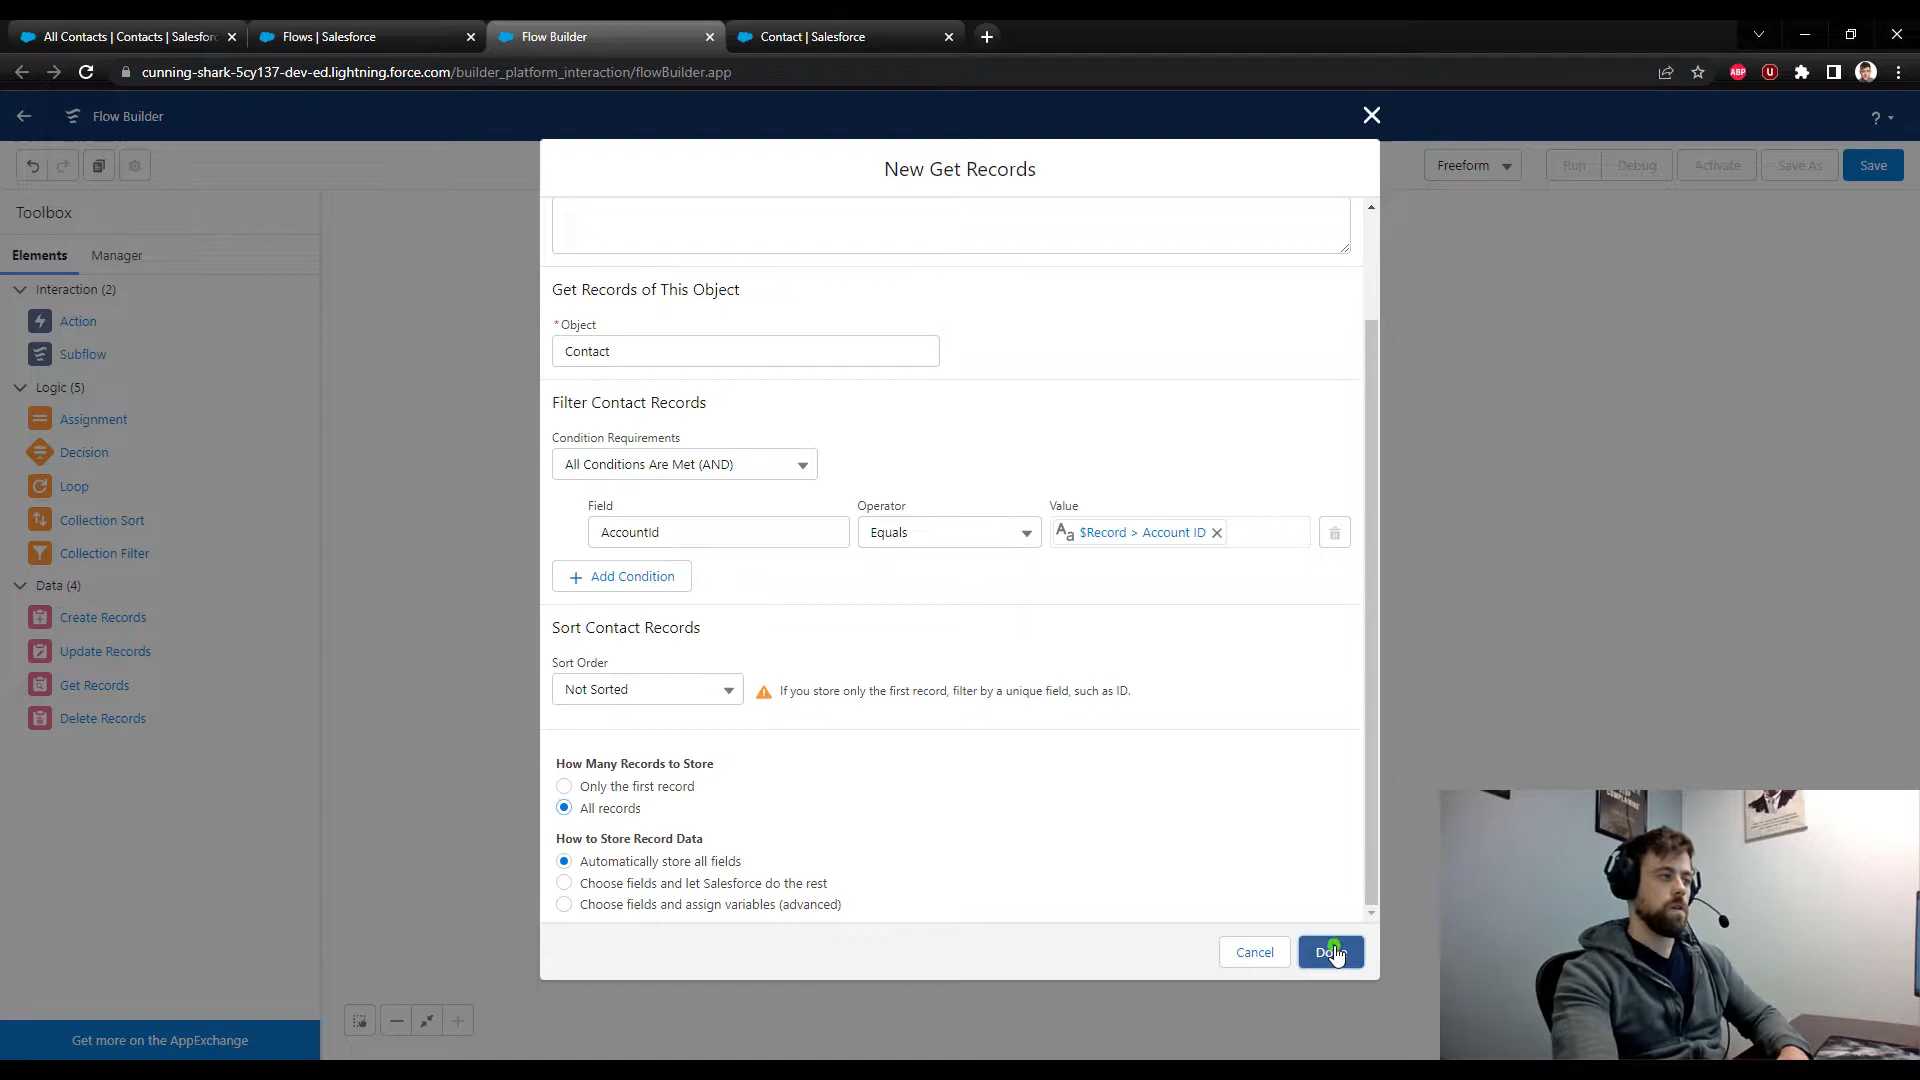 All Contacts | Contacts | Salesforc
Flows | Salesforce
Flow Builder
Contact | Salesforce
cunning-shark-5cy137-dev-ed.lightning.force.com/builder_platform_interaction/flowBuilder.app
ABP
U
Flow Builder
?
New Get Records
Freeform
Run
Debug
Activate
Save As
Save
Toolbox
Elements
Manager
Interaction (2)
Action
Subflow
Logic (5)
Assignment
Decision
Loop
Collection Sort
Collection Filter
Data (4)
Create Records
Update Records
Get Records
Delete Records
Get more on the AppExchange
Get Records of This Object
*Object
Contact
Filter Contact Records
Condition Requirements
All Conditions Are Met (AND)
Field
Operator
Value
AccountId
Equals
Aa $Record > Account ID
+ Add Condition
Sort Contact Records
Sort Order
Not Sorted
If you store only the first record, filter by a unique field, such as ID.
How Many Records to Store
Only the first record
All records
How to Store Record Data
Automatically store all fields
Choose fields and let Salesforce do the rest
Choose fields and assign variables (advanced)
Cancel